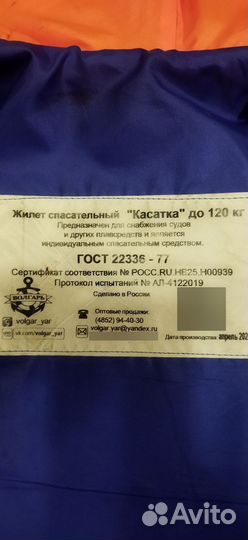 Жилет спасательный "Касатка" до 120 кг
Предназначен для снабжения судов
и других плавсредств и является
индивидуальным спасательным средством.
ГОСТ 22336 - 77
Сертификат соответствия № РОСС.RU.НЕ25.Н00939
Протокол испытаний № АЛ-4122019
Сделано в России
ВОЛГАРЬ
volgar_yar
vk.com/volgar_yar
Оптовые продажи:
(4852) 94-40-30
volgar.yar@yandex.ru
Дата производства: апрель
Avito